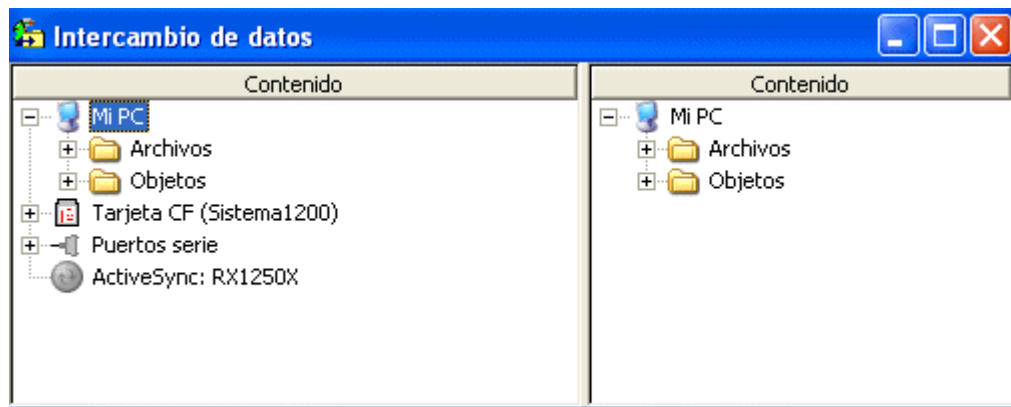 Intercambio de datos
Contenido
Mi PC
Archivos
Objetos
Tarjeta CF (Sistema1200)
Puertos serie
ActiveSync: RX1250X
Contenido
Mi PC
Archivos
Objetos